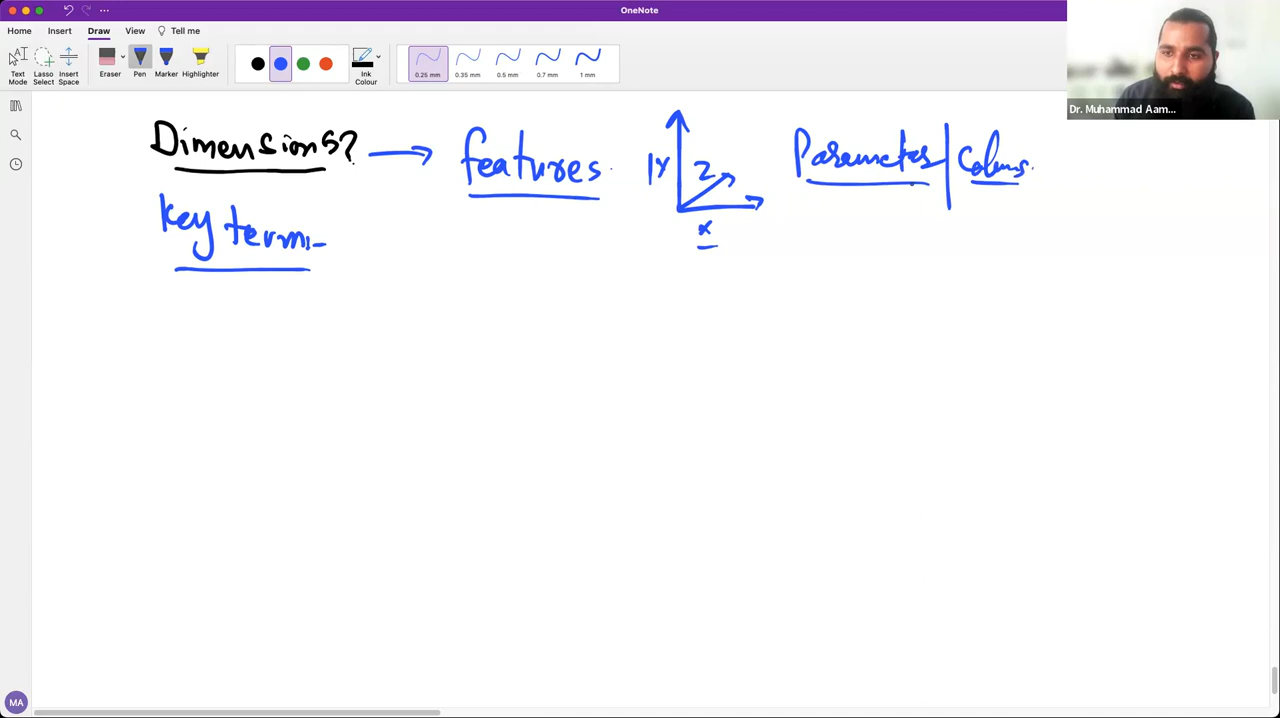 OneNote
Home Insert Draw View Tell me
Text Mode Lasso Select Insert Space Eraser Pen Marker Highlighter Ink Colour 0.25 mm 0.35 mm 0.5 mm 0.7 mm 1 mm
Dr. Muhammad Aam...
Dimensions? → features. Y Z x Parameter | Colums.
Key term
MA